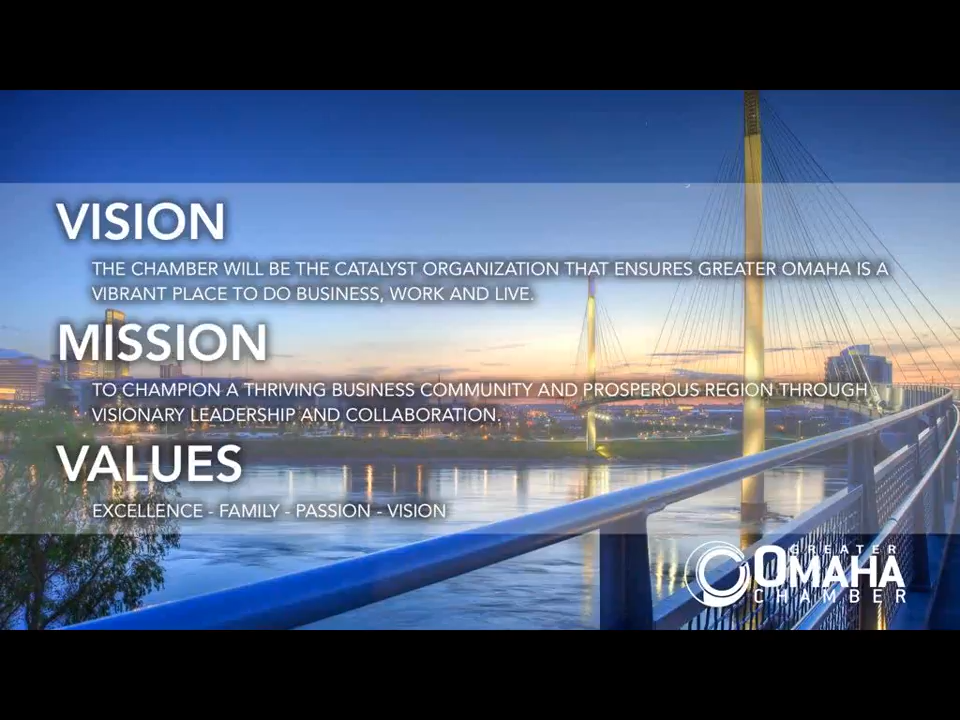 VISION
THE CHAMBER WILL BE THE CATALYST ORGANIZATION THAT ENSURES GREATER OMAHA IS A
VIBRANT PLACE TO DO BUSINESS, WORK AND LIVE.
MISSION
TO CHAMPION A THRIVING BUSINESS COMMUNITY AND PROSPEROUS REGION THROUGH
VISIONARY LEADERSHIP AND COLLABORATION.
VALUES
EXCELLENCE - FAMILY - PASSION - VISION
GREATER
OMAHA
CHAMBER